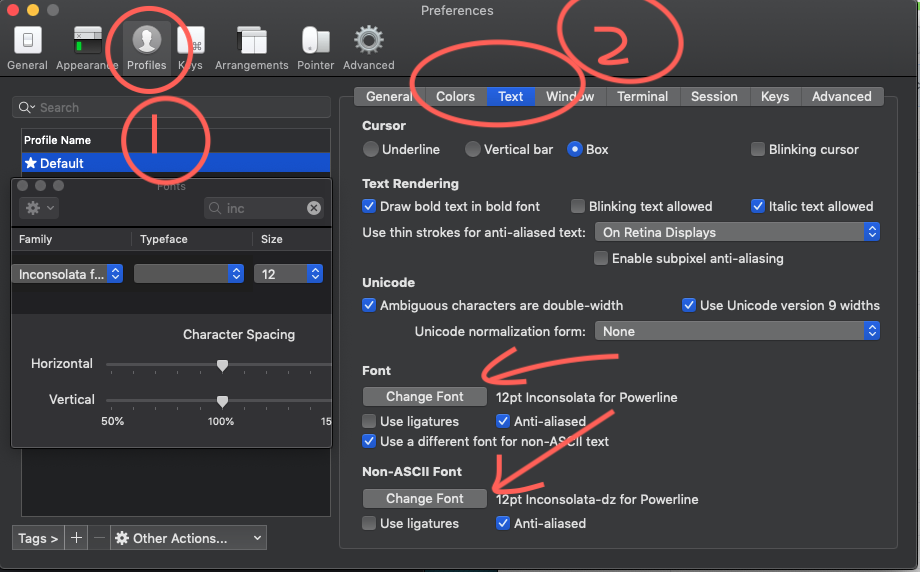 Preferences
General Appearance Profiles Keys Arrangements Pointer Advanced
1
2
Search
Profile Name
Default
Fonts
inc
Family Typeface Size
Inconsolata f... 12
Character Spacing
Horizontal
Vertical
50% 100% 15
Tags > + − Other Actions...
General Colors Text Window Terminal Session Keys Advanced
Cursor
Underline Vertical bar Box Blinking cursor
Text Rendering
Draw bold text in bold font Blinking text allowed Italic text allowed
Use thin strokes for anti-aliased text: On Retina Displays
Enable subpixel anti-aliasing
Unicode
Ambiguous characters are double-width Use Unicode version 9 widths
Unicode normalization form: None
Font
Change Font 12pt Inconsolata for Powerline
Use ligatures Anti-aliased
Use a different font for non-ASCII text
Non-ASCII Font
Change Font 12pt Inconsolata-dz for Powerline
Use ligatures Anti-aliased